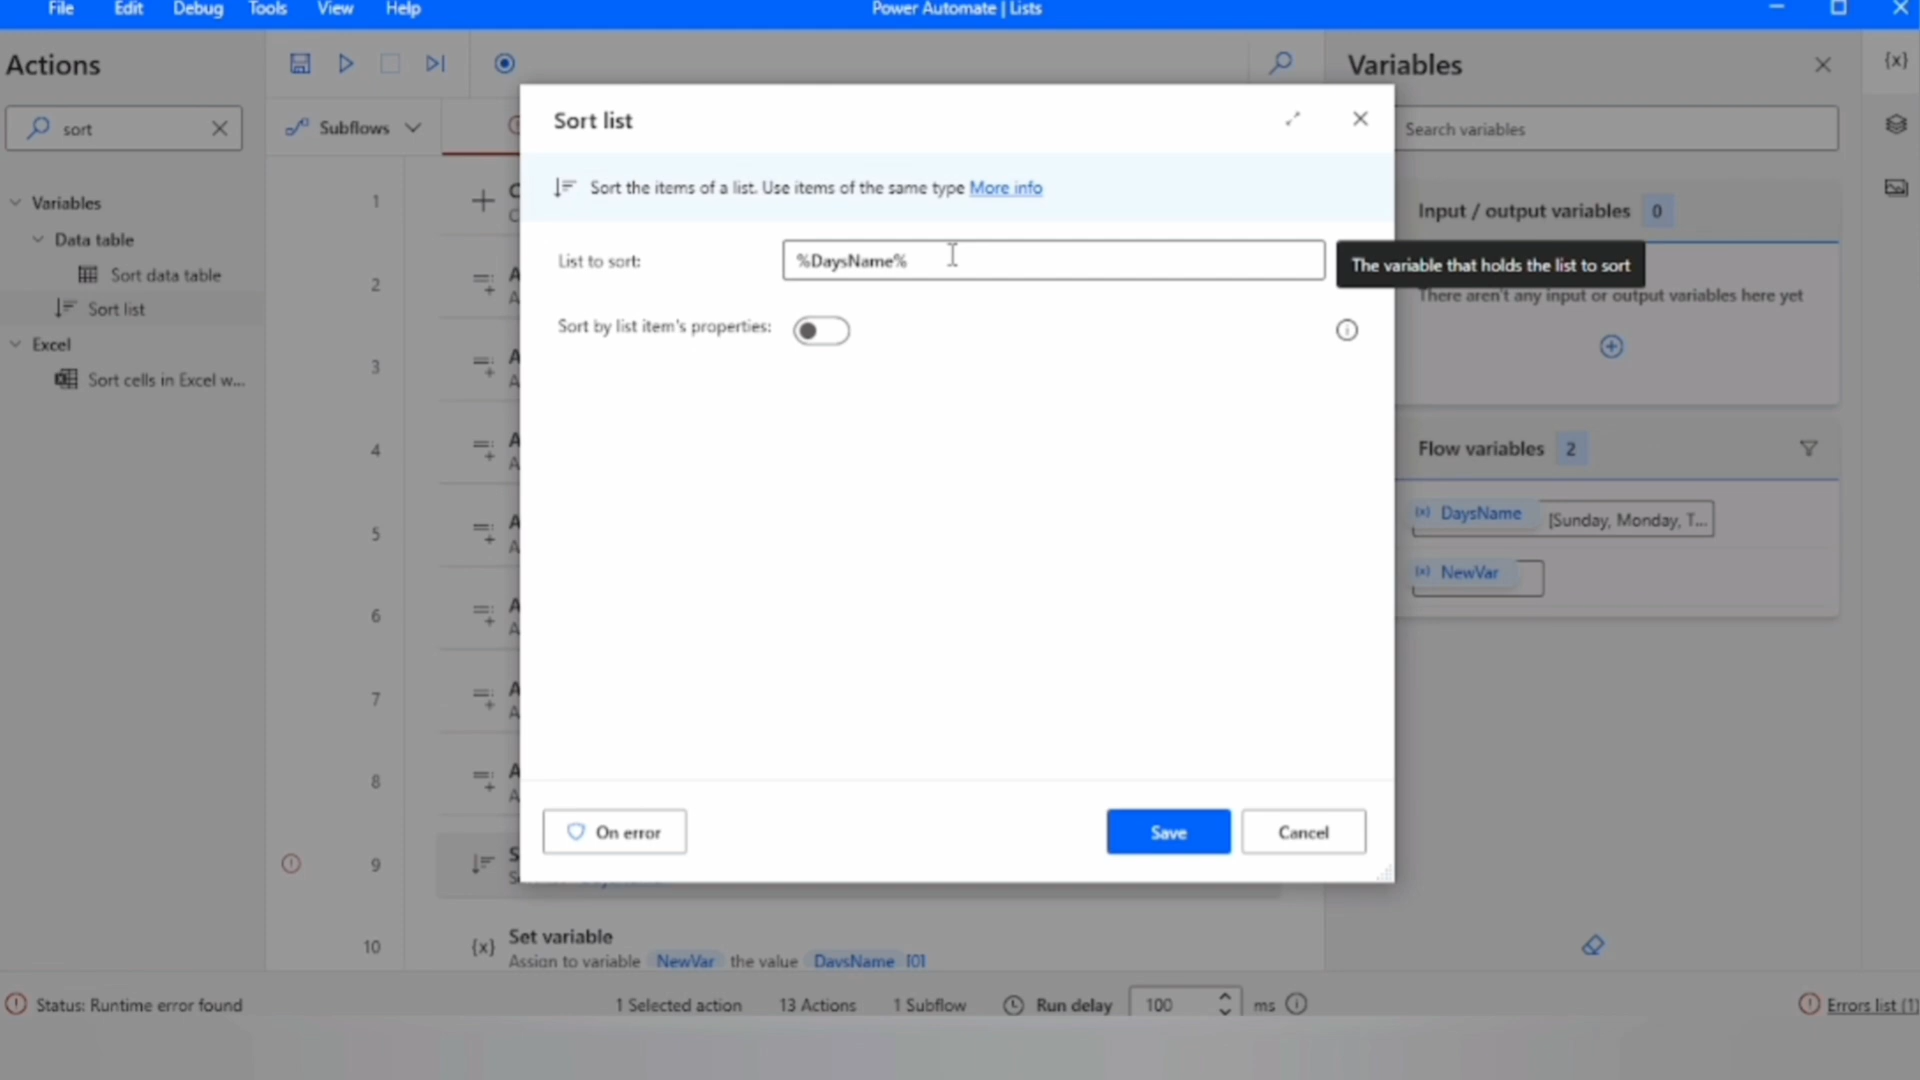 File Edit Debug Tools View Help
Power Automate | Lists
Actions
sort
Variables
Data table
Sort data table
Sort list
Excel
Sort cells in Excel w...
Subflows
1
2
3
4
5
6
7
8
9
10
Set variable
Assign to variable NewVar the value DaysName [0]
Sort list
Sort the items of a list. Use items of the same type More info
List to sort:
%DaysName%
The variable that holds the list to sort
Sort by list item's properties:
On error
Save
Cancel
Variables
{x}
Search variables
Input / output variables 0
There aren't any input or output variables here yet
Flow variables 2
DaysName [Sunday, Monday, T...
NewVar
Status: Runtime error found
1 Selected action
13 Actions
1 Subflow
Run delay 100 ms
Errors list (1)